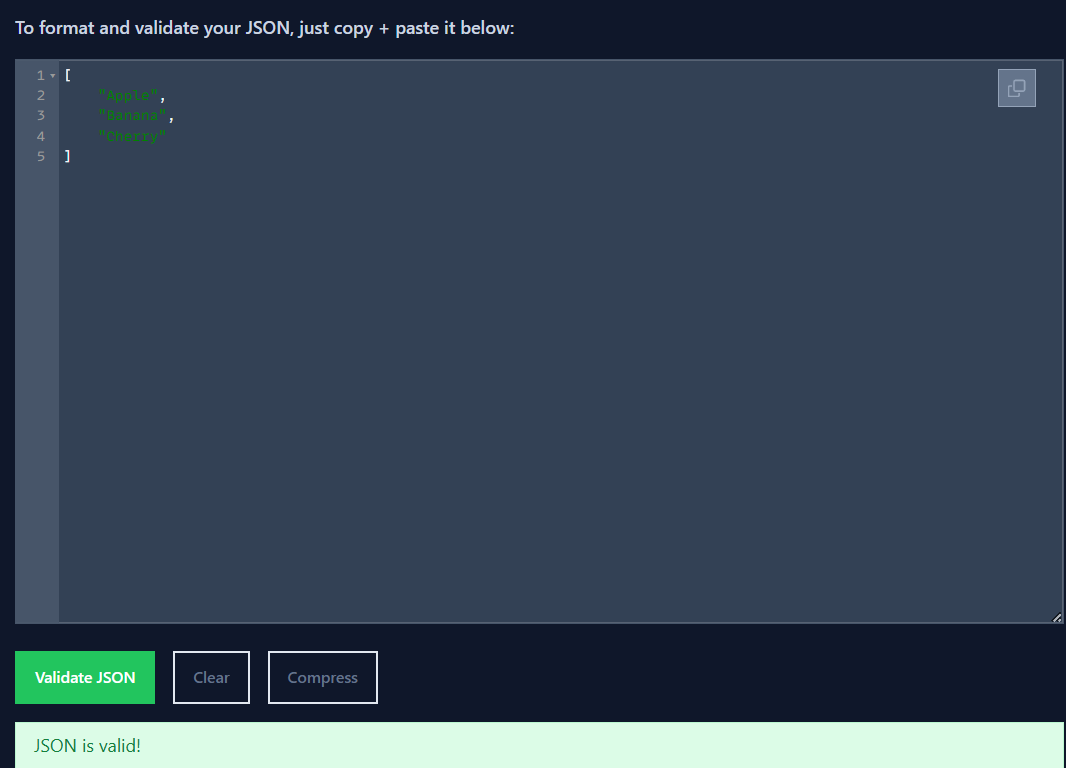 To format and validate your JSON, just copy + paste it below:
1 [
2     "Apple",
3     "Banana",
4     "Cherry"
5 ]
Validate JSON Clear Compress
JSON is valid!